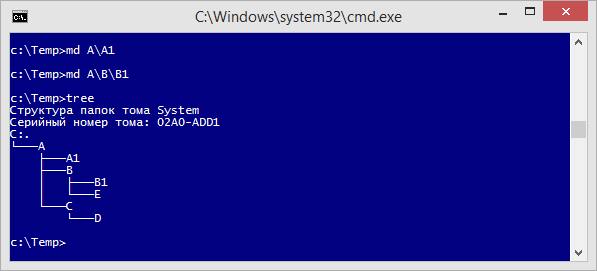 C:\Windows\system32\cmd.exe
c:\Temp>md A\A1
c:\Temp>md A\B\B1
c:\Temp>tree
Структура папок тома System
Серийный номер тома: 02A0-ADD1
C:.
└───A
    ├───A1
    ├───B
    │   ├───B1
    │   └───E
    └───C
        └───D
c:\Temp>